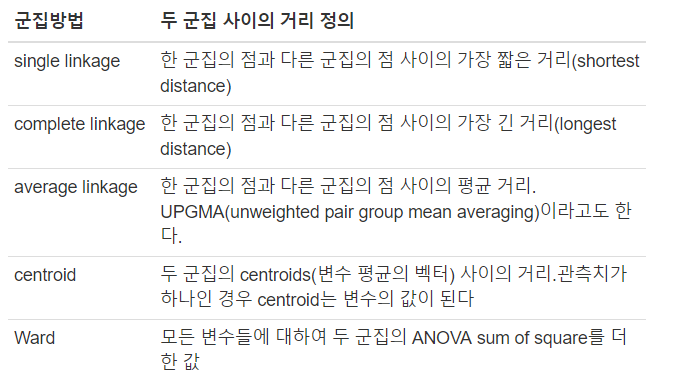 군집방법 두 군집 사이의 거리 정의
single linkage 한 군집의 점과 다른 군집의 점 사이의 가장 짧은 거리(shortest
distance)
complete linkage 한 군집의 점과 다른 군집의 점 사이의 가장 긴 거리(longest
distance)
average linkage 한 군집의 점과 다른 군집의 점 사이의 평균 거리.
UPGMA(unweighted pair group mean averaging)이라고도 한
다.
centroid 두 군집의 centroids(변수 평균의 벡터) 사이의 거리.관측치가
하나인 경우 centroid는 변수의 값이 된다
Ward 모든 변수들에 대하여 두 군집의 ANOVA sum of square를 더
한 값